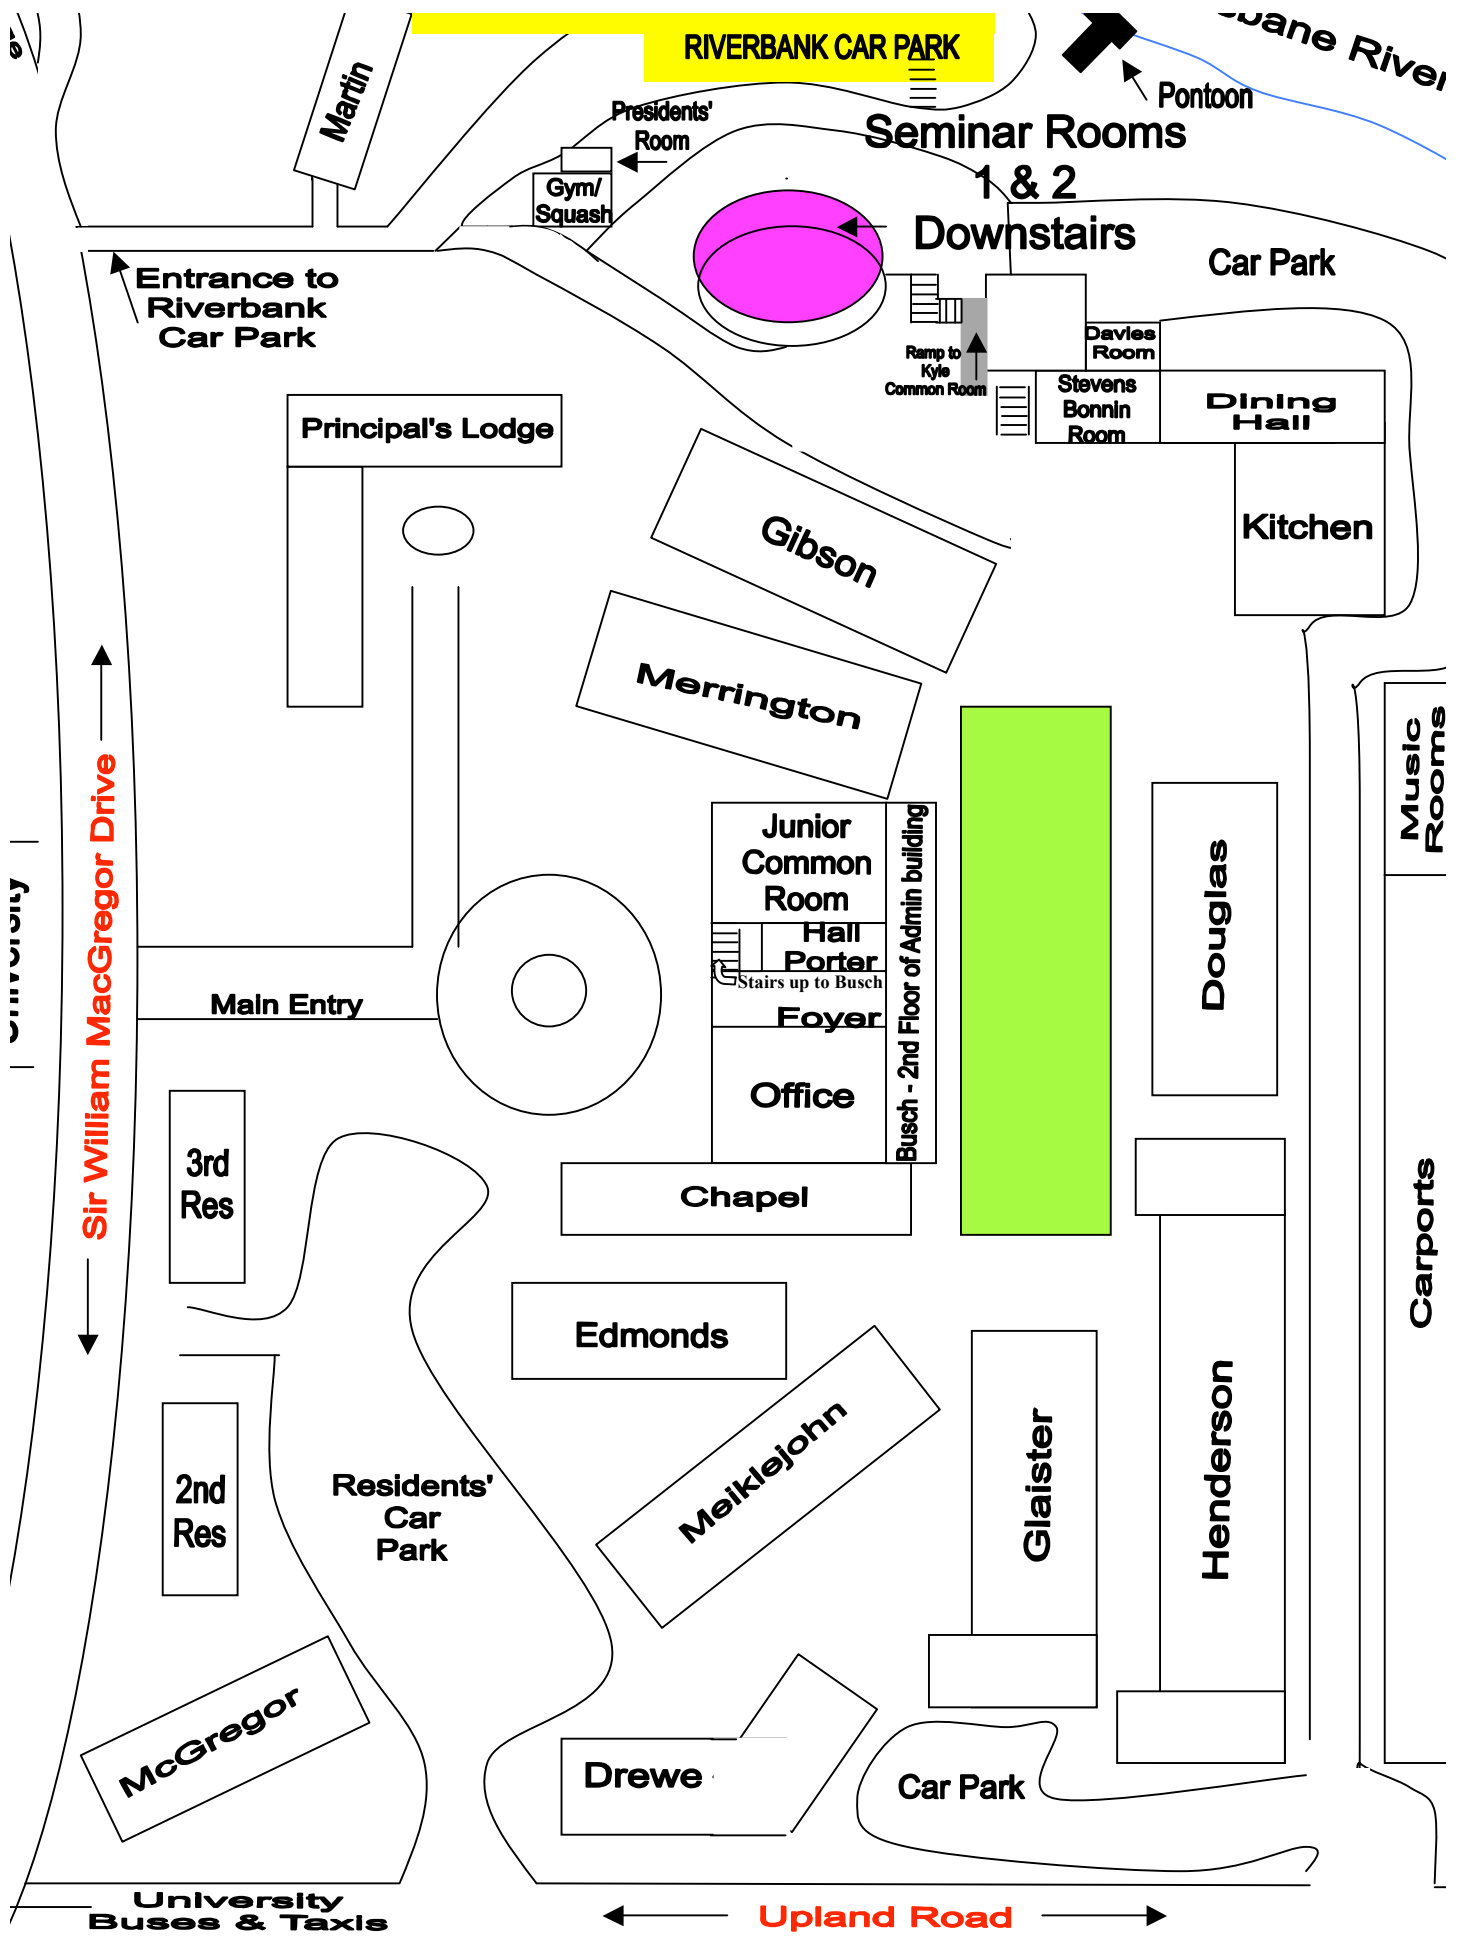 RIVERBANK CAR PARK
bane River
Pontoon
Martin
Presidents'
Room
Gym/
Squash
Seminar Rooms
1 & 2
Downstairs
Car Park
Entrance to
Riverbank
Car Park
Ramp to
Kyle
Common Room
Davies
Room
Stevens
Bonnin
Room
Dining
Hall
Principal's Lodge
Kitchen
Gibson
Merrington
Music
Rooms
Sir William MacGregor Drive
University
Junior
Common
Room
Hall
Porter
Stairs up to Busch
Foyer
Office
Busch - 2nd Floor of Admin building
Douglas
Main Entry
3rd
Res
Chapel
Carports
Edmonds
Meiklejohn
Glaister
Henderson
2nd
Res
Residents'
Car
Park
McGregor
Drewe
Car Park
University
Buses & Taxis
Upland Road